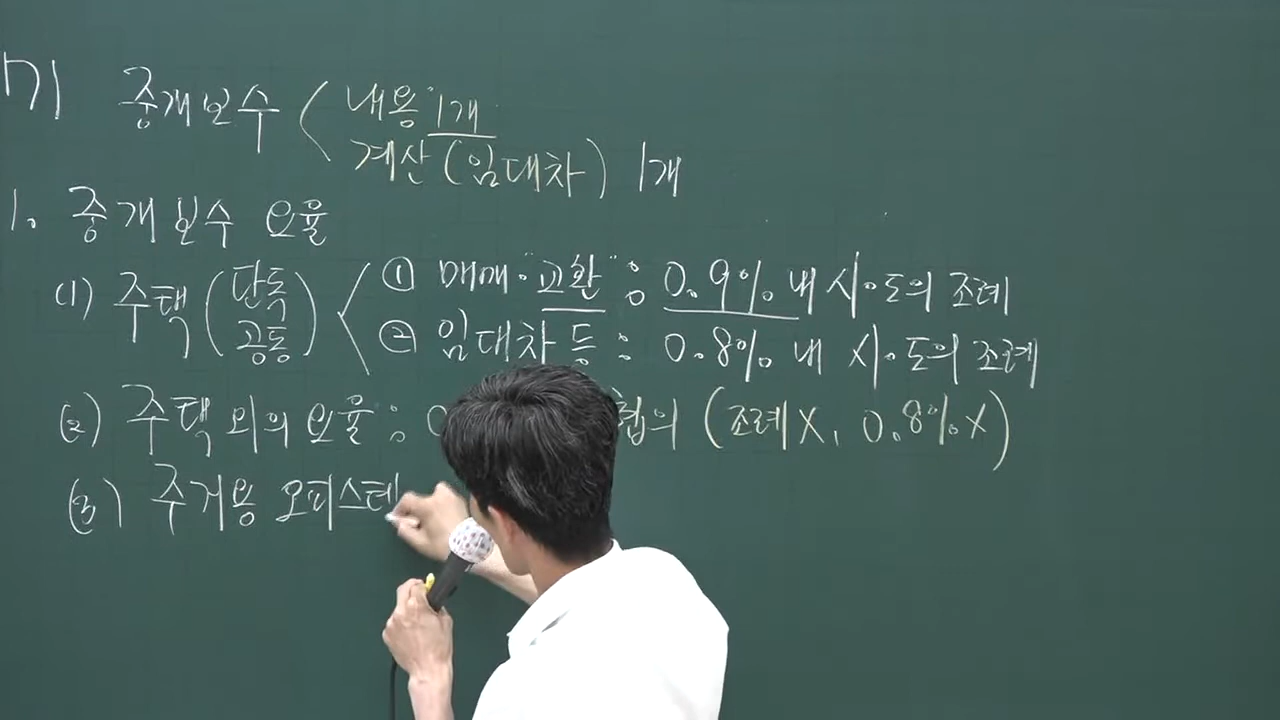 중개보수 〈 내용 1개
계산 (임대차) 1개
1. 중개보수 요율
(1) 주택 (단독 공동) 〈 ① 매매·"교환" : 0.9% 내 시·도의 조례
② 임대차 등 : 0.8% 내 시·도의 조례
(2) 주택 외의 요율 : 0 협의 (조례X, 0.8%X)
(3) 주거용 오피스테